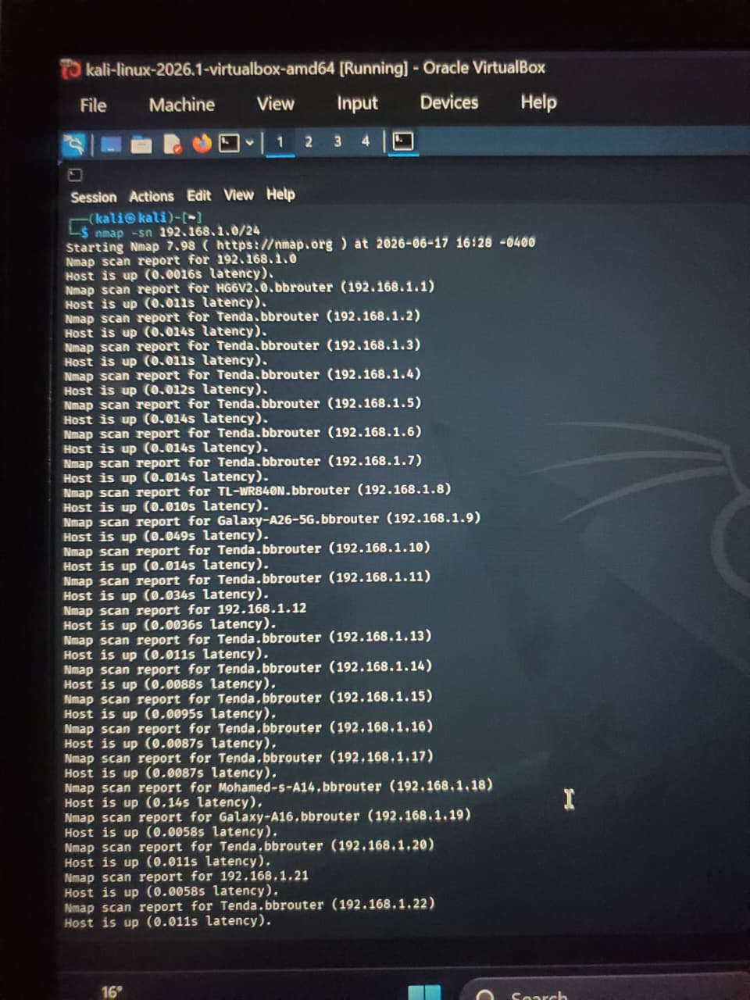 kali-linux-2026.1-virtualbox-amd64 [Running] - Oracle VirtualBox
File Machine View Input Devices Help
1 2 3 4
Session Actions Edit View Help
(kali㉿kali)-[~]
$ nmap -sn 192.168.1.0/24
Starting Nmap 7.98 ( https://nmap.org ) at 2026-06-17 16:28 -0400
Nmap scan report for 192.168.1.0
Host is up (0.0016s latency).
Nmap scan report for HG6V2.0.bbrouter (192.168.1.1)
Host is up (0.011s latency).
Nmap scan report for Tenda.bbrouter (192.168.1.2)
Host is up (0.014s latency).
Nmap scan report for Tenda.bbrouter (192.168.1.3)
Host is up (0.011s latency).
Nmap scan report for Tenda.bbrouter (192.168.1.4)
Host is up (0.012s latency).
Nmap scan report for Tenda.bbrouter (192.168.1.5)
Host is up (0.014s latency).
Nmap scan report for Tenda.bbrouter (192.168.1.6)
Host is up (0.014s latency).
Nmap scan report for Tenda.bbrouter (192.168.1.7)
Host is up (0.014s latency).
Nmap scan report for TL-WR840N.bbrouter (192.168.1.8)
Host is up (0.010s latency).
Nmap scan report for Galaxy-A26-5G.bbrouter (192.168.1.9)
Host is up (0.049s latency).
Nmap scan report for Tenda.bbrouter (192.168.1.10)
Host is up (0.014s latency).
Nmap scan report for Tenda.bbrouter (192.168.1.11)
Host is up (0.034s latency).
Nmap scan report for 192.168.1.12
Host is up (0.0036s latency).
Nmap scan report for Tenda.bbrouter (192.168.1.13)
Host is up (0.011s latency).
Nmap scan report for Tenda.bbrouter (192.168.1.14)
Host is up (0.0088s latency).
Nmap scan report for Tenda.bbrouter (192.168.1.15)
Host is up (0.0095s latency).
Nmap scan report for Tenda.bbrouter (192.168.1.16)
Host is up (0.0087s latency).
Nmap scan report for Tenda.bbrouter (192.168.1.17)
Host is up (0.0087s latency).
Nmap scan report for Mohamed-s-A14.bbrouter (192.168.1.18)
Host is up (0.14s latency).
Nmap scan report for Galaxy-A16.bbrouter (192.168.1.19)
Host is up (0.0058s latency).
Nmap scan report for Tenda.bbrouter (192.168.1.20)
Host is up (0.011s latency).
Nmap scan report for 192.168.1.21
Host is up (0.0058s latency).
Nmap scan report for Tenda.bbrouter (192.168.1.22)
Host is up (0.011s latency).
16°
Search